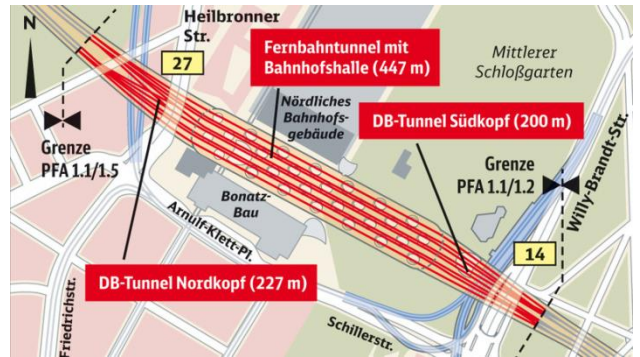 N
Heilbronner
Str.
27
Fernbahntunnel mit
Bahnhofshalle (447 m)
Mittlerer
Schloßgarten
Nördliches
Bahnhofs-
gebäude
DB-Tunnel Südkopf (200 m)
Grenze
PFA 1.1/1.5
Grenze
PFA 1.1/1.2
Willy-Brandt-Str.
Bonatz-
Bau
Arnulf-Klett-Pl.
14
DB-Tunnel Nordkopf (227 m)
Friedrichstr.
Schillerstr.